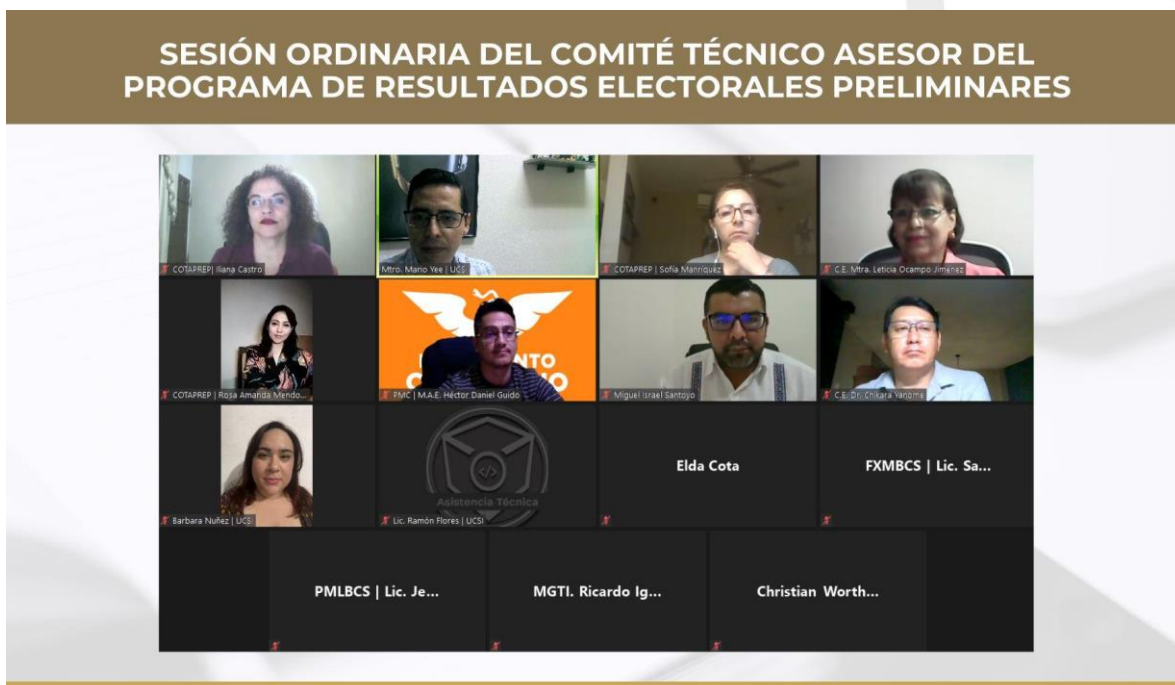 SESIÓN ORDINARIA DEL COMITÉ TÉCNICO ASESOR DEL
PROGRAMA DE RESULTADOS ELECTORALES PRELIMINARES
COTAPREP| Iliana Castro
Mtro. Mario Yee | UCS
COTAPREP | Sofía Manríquez
C.E. Mtra. Leticia Ocampo Jiménez
COTAPREP | Rosa Amanda Mendo...
PMC | M.A.E. Héctor Daniel Guido
Miguel Israel Santoyo
C.E. Dr. Chikara Yanome
Barbara Nuñez | UCSI
</>
Asistencia Técnica
Lic. Ramón Flores | UCSI
Elda Cota
FXMBCS | Lic. Sa...
PMLBCS | Lic. Je...
MGTI. Ricardo Ig...
Christian Worth...